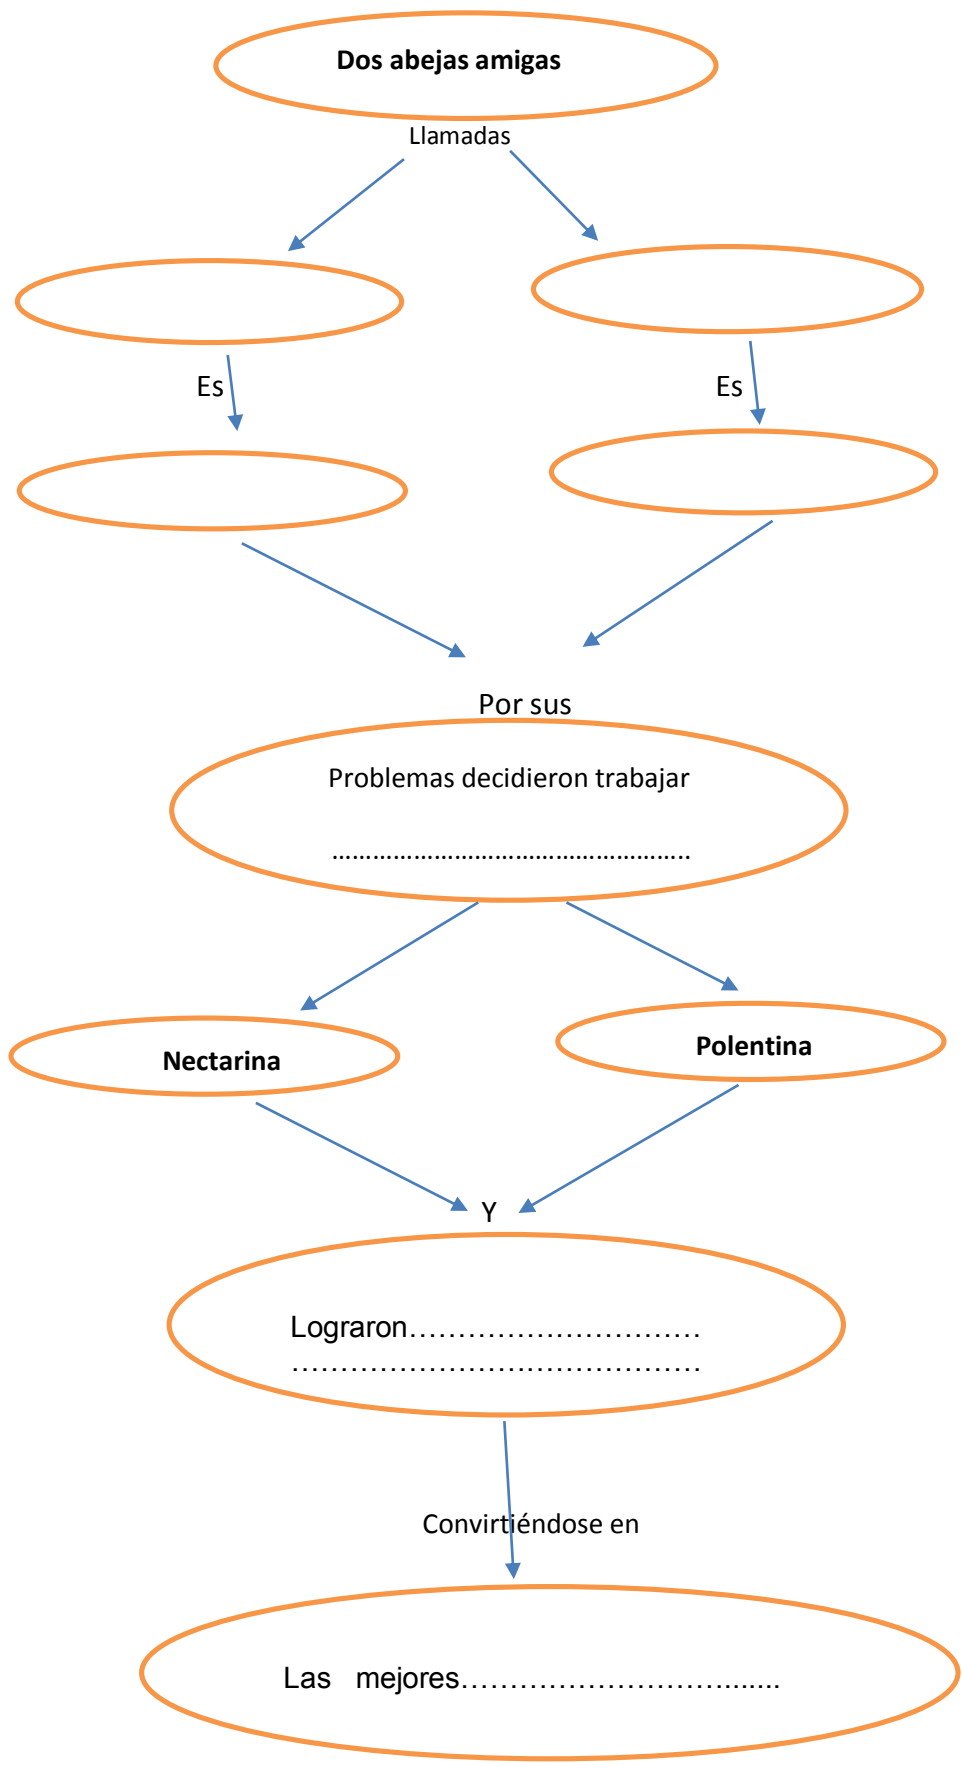 Dos abejas amigas
Llamadas
Es
Es
Por sus
Problemas decidieron trabajar
……………………………………………..
Nectarina
Polentina
Y
Lograron…………………………
……………………………………
Convirtiéndose en
Las mejores……………………….......